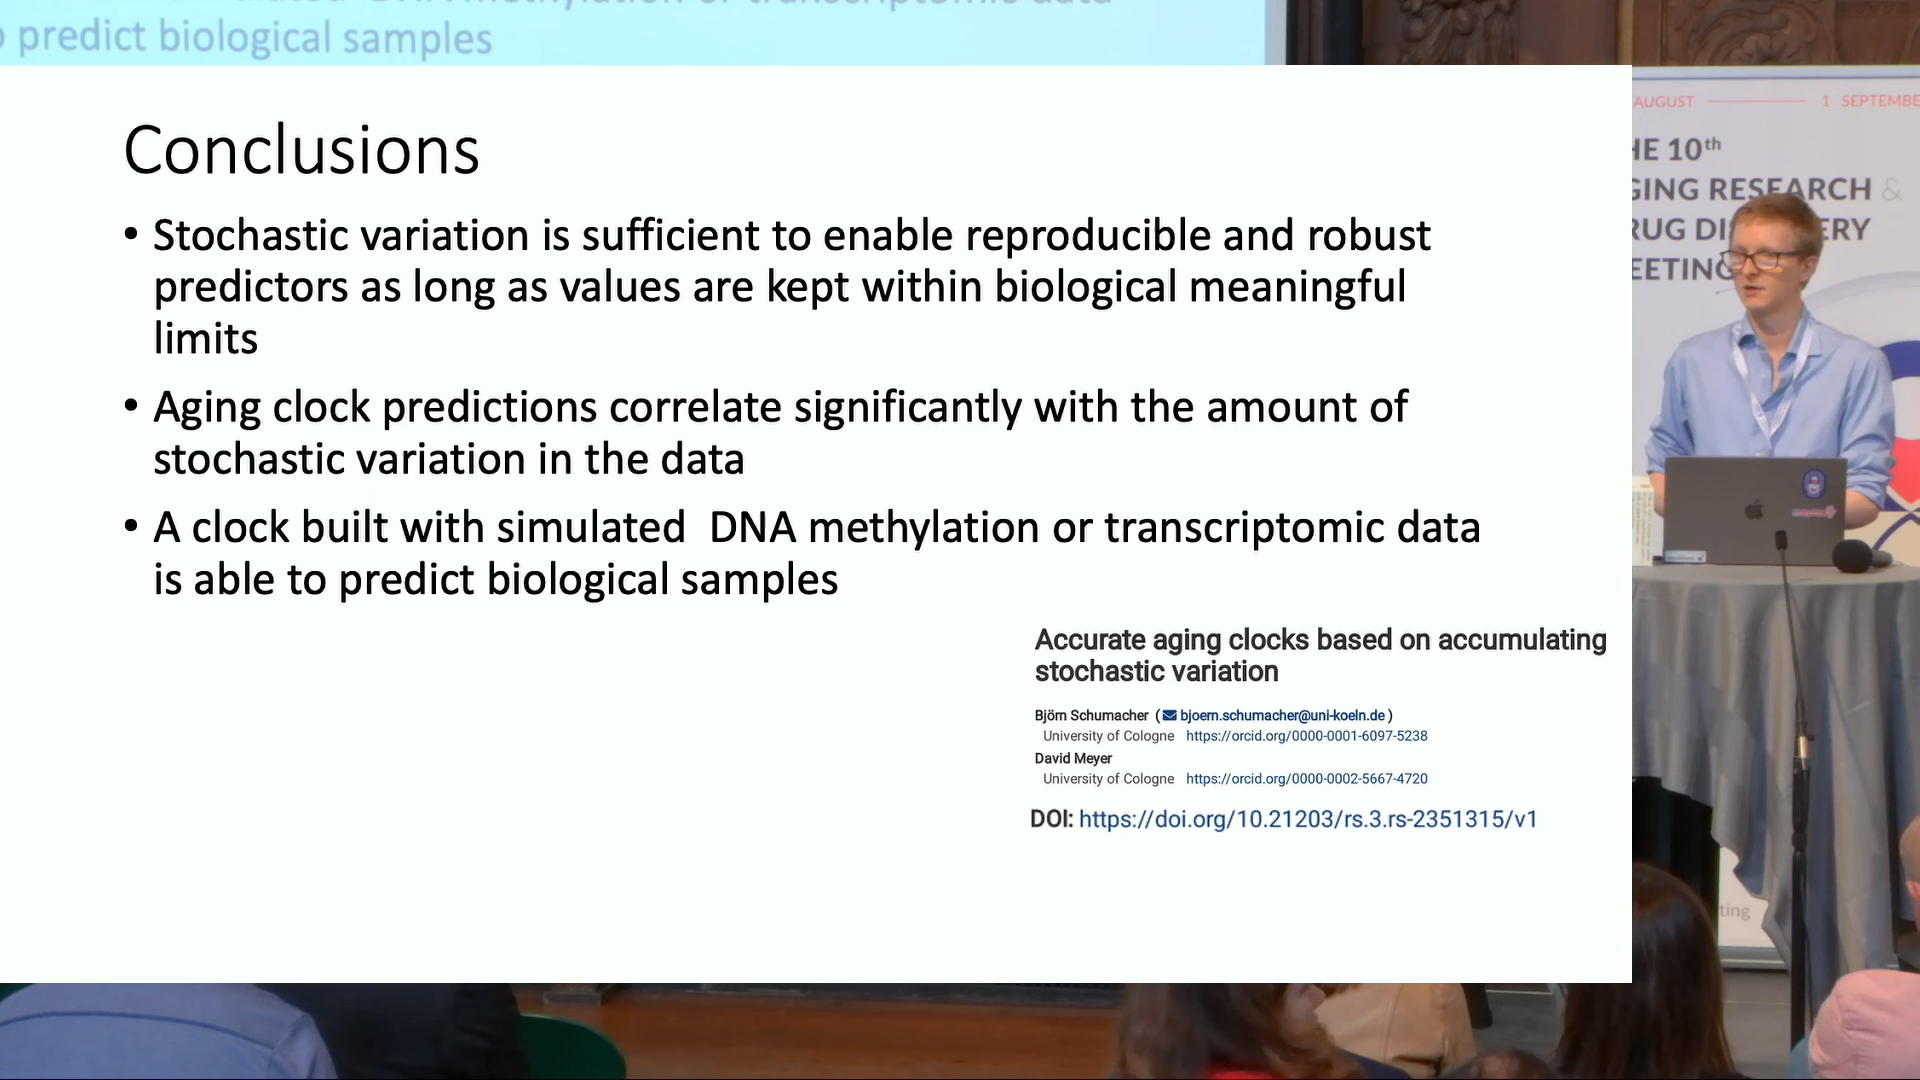 predict biological samples
Conclusions
• Stochastic variation is sufficient to enable reproducible and robust
predictors as long as values are kept within biological meaningful
limits
• Aging clock predictions correlate significantly with the amount of
stochastic variation in the data
• A clock built with simulated  DNA methylation or transcriptomic data
is able to predict biological samples
Accurate aging clocks based on accumulating
stochastic variation
Björn Schumacher ( bjoern.schumacher@uni-koeln.de )
University of Cologne https://orcid.org/0000-0001-6097-5238
David Meyer
University of Cologne https://orcid.org/0000-0002-5667-4720
DOI: https://doi.org/10.21203/rs.3.rs-2351315/v1
AUGUST 1 SEPTEMBE
HE 10th
GING RESEARCH &
RUG DI ERY
EETING
ting